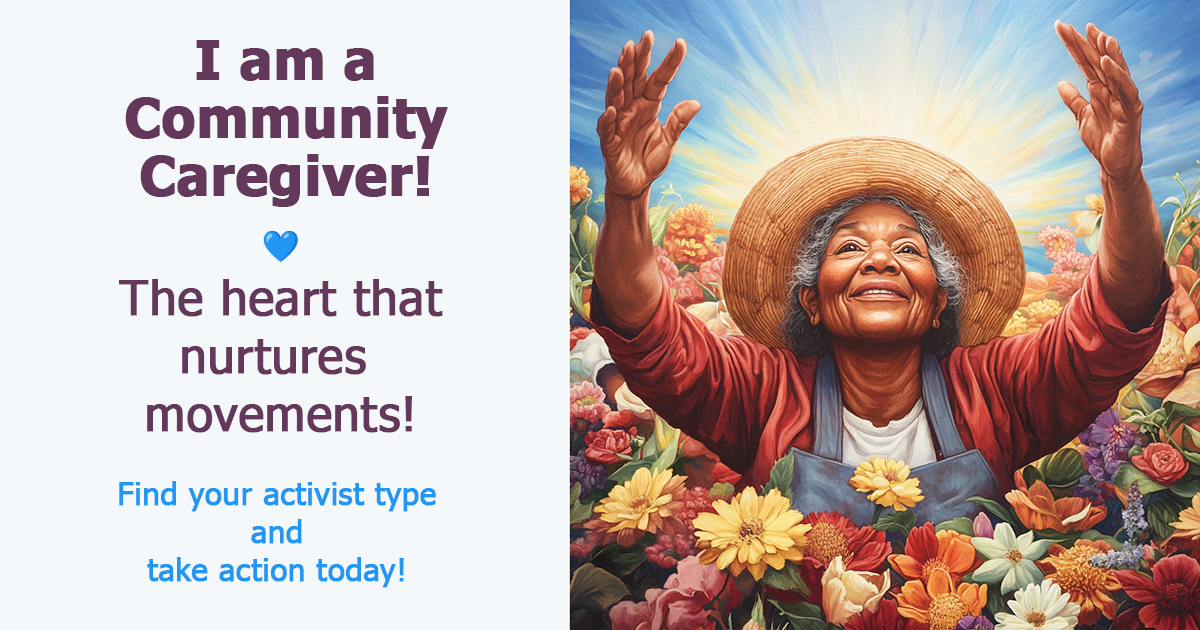 I am a
Community
Caregiver!
💙
The heart that
nurtures
movements!
Find your activist type
and
take action today!